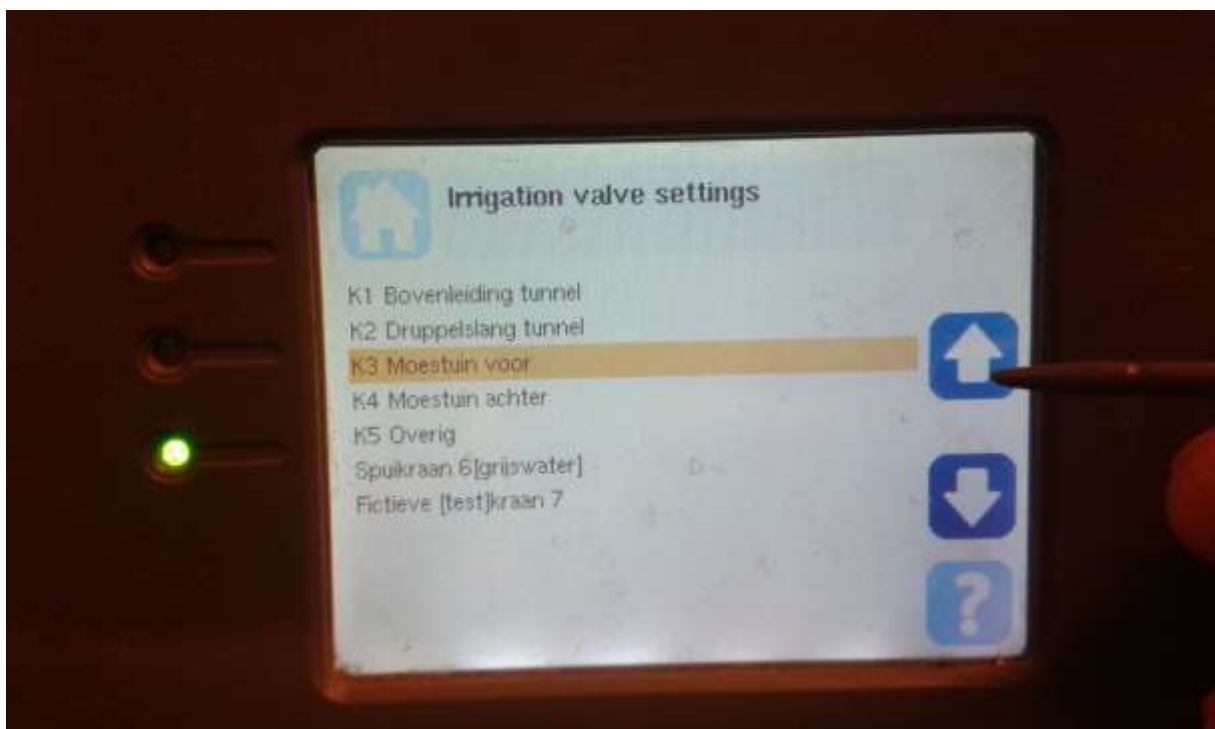 Irrigation valve settings
K1 Bovenleiding tunnel
K2 Druppelslang tunnel
K3 Moestuin voor
K4 Moestuin achter
K5 Overig
Spuikraan 6[grijswater]
Fictieve [test]kraan 7
?